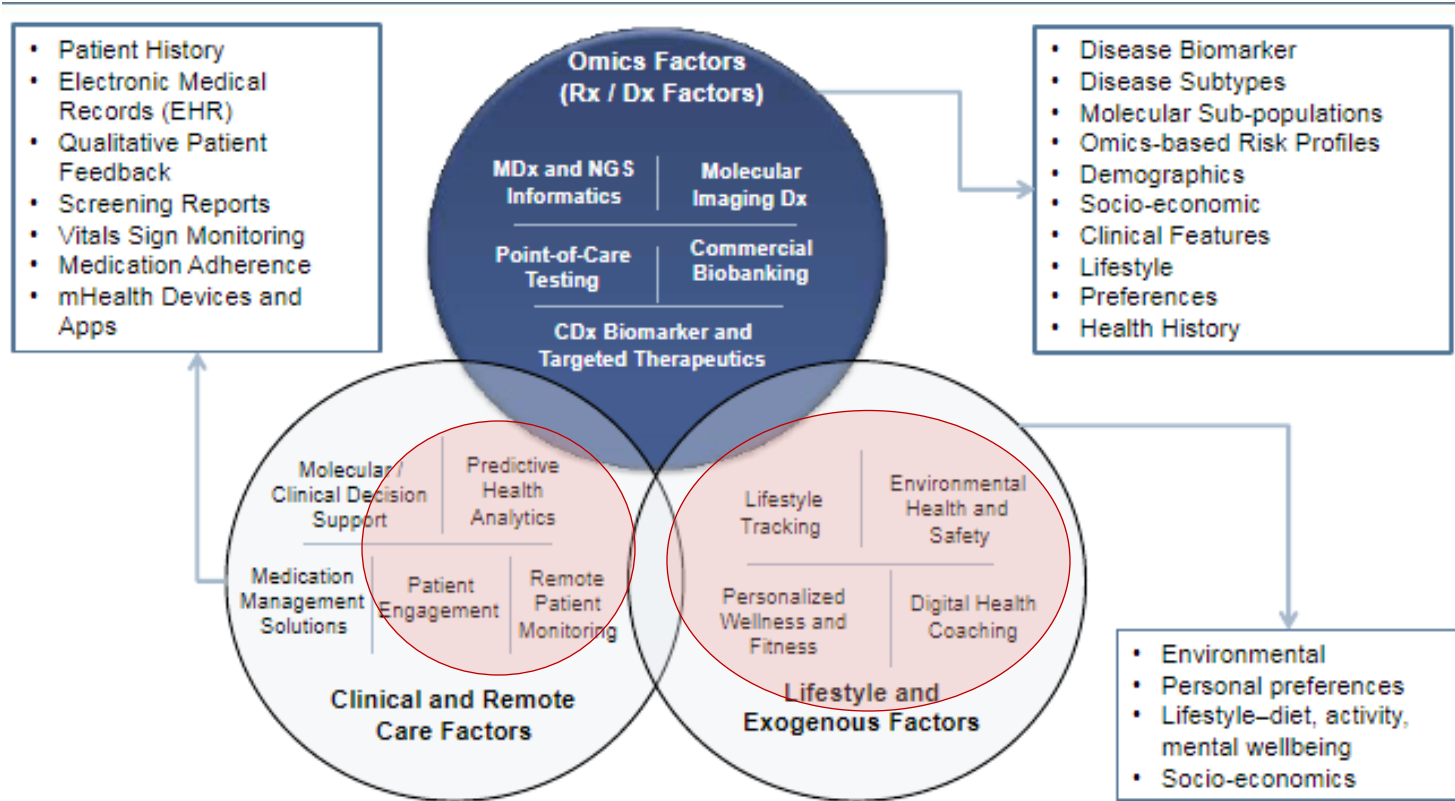 • Patient History
• Electronic Medical
Records (EHR)
• Qualitative Patient
Feedback
• Screening Reports
• Vitals Sign Monitoring
• Medication Adherence
• mHealth Devices and
Apps
Omics Factors
(Rx / Dx Factors)
MDx and NGS
Informatics
Molecular
Imaging Dx
Point-of-Care
Testing
Commercial
Biobanking
CDx Biomarker and
Targeted Therapeutics
• Disease Biomarker
• Disease Subtypes
• Molecular Sub-populations
• Omics-based Risk Profiles
• Demographics
• Socio-economic
• Clinical Features
• Lifestyle
• Preferences
• Health History
Molecular /
Clinical Decision
Support
Predictive
Health
Analytics
Medication
Management
Solutions
Patient
Engagement
Remote
Patient
Monitoring
Clinical and Remote
Care Factors
Lifestyle
Tracking
Environmental
Health and
Safety
Personalized
Wellness and
Fitness
Digital Health
Coaching
Lifestyle and
Exogenous Factors
• Environmental
• Personal preferences
• Lifestyle–diet, activity,
mental wellbeing
• Socio-economics